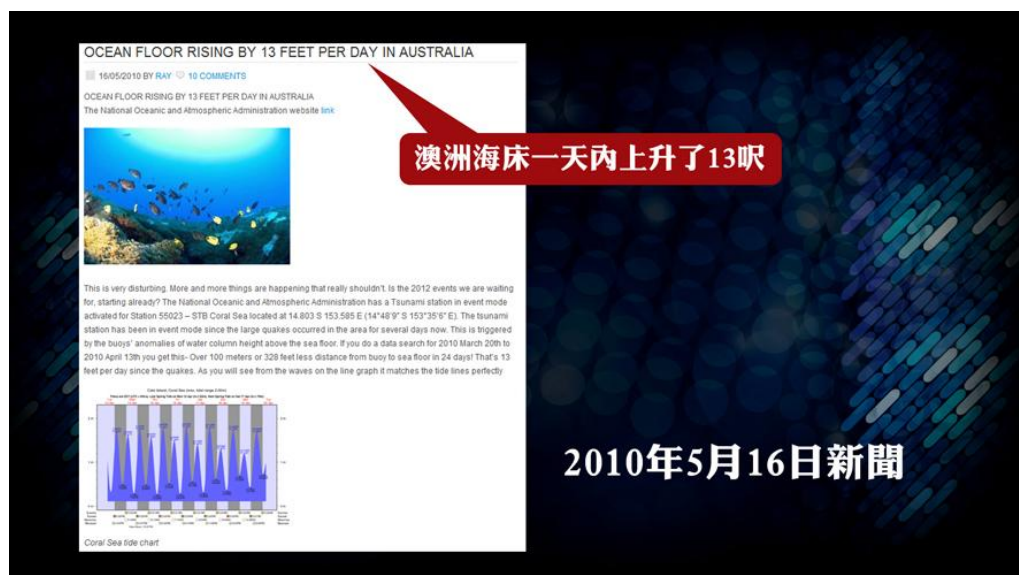 OCEAN FLOOR RISING BY 13 FEET PER DAY IN AUSTRALIA
16/05/2010 BY RAY 10 COMMENTS
OCEAN FLOOR RISING BY 13 FEET PER DAY IN AUSTRALIA
The National Oceanic and Atmospheric Administration website link
澳洲海床一天內上升了13呎
This is very disturbing. More and more things are happening that really shouldn't. Is the 2012 events we are waiting
for, starting already? The National Oceanic and Atmospheric Administration has a Tsunami station in event mode
activated for Station 55023 – STB Coral Sea located at 14.803 S 153.585 E (14°48'9" S 153°35'6" E). The tsunami
station has been in event mode since the large quakes occurred in the area for several days now. This is triggered
by the buoys' anomalies of water column height above the sea floor. If you do a data search for 2010 March 20th to
2010 April 13th you get this- Over 100 meters or 328 feet less distance from buoy to sea floor in 24 days! That's 13
feet per day since the quakes. As you will see from the waves on the line graph it matches the tide lines perfectly
Coral Sea tide chart
2010年5月16日新聞